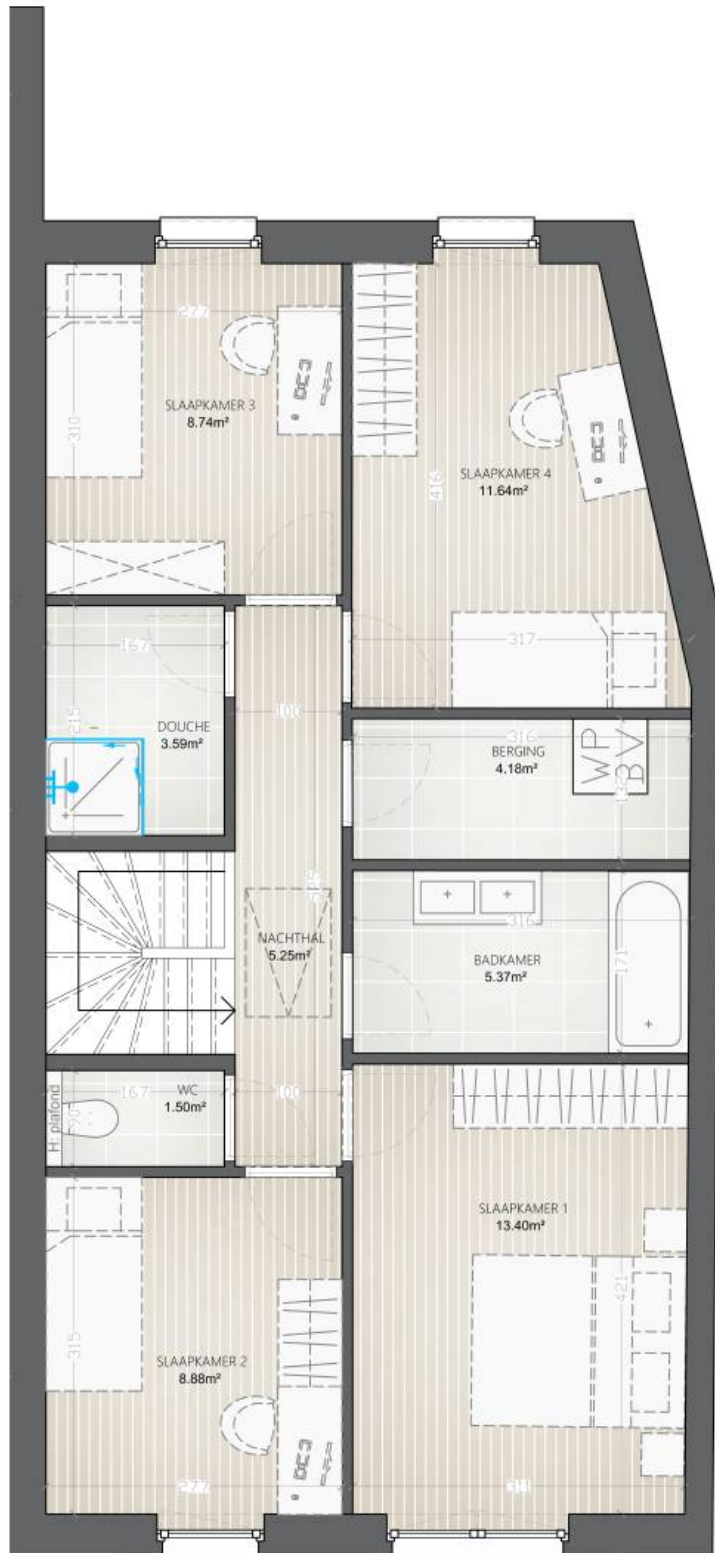 277
SLAAPKAMER 3
8.74m²
310
SLAAPKAMER 4
11.64m²
416
317
167
100
215
DOUCHE
3.59m²
316
BERGING
4.18m²
WP
BV
132
NACHTHAL
5.25m²
316
BADKAMER
5.37m²
171
H: plafond
167
WC
1.50m²
90
100
SLAAPKAMER 1
13.40m²
421
315
SLAAPKAMER 2
8.88m²
277
311